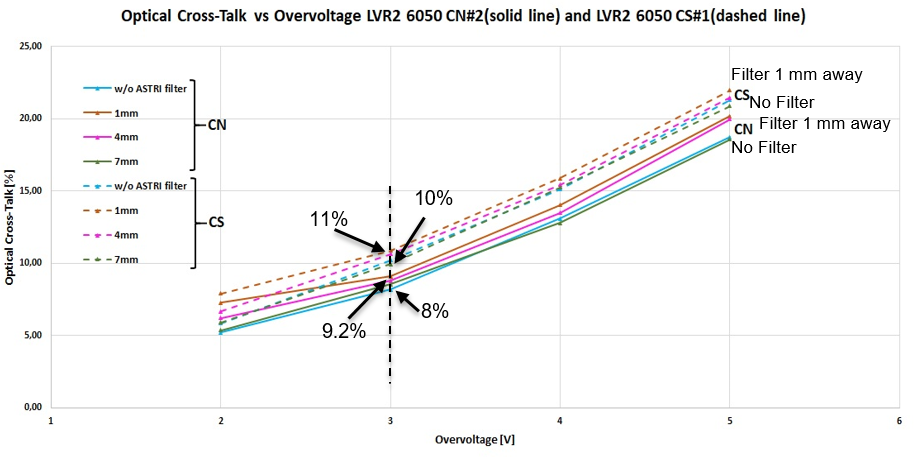 Optical Cross-Talk vs Overvoltage LVR2 6050 CN#2(solid line) and LVR2 6050 CS#1(dashed line)
25,00
20,00
15,00
10,00
5,00
0,00
Optical Cross-Talk [%]
1
2
3
4
5
6
Overvoltage [V]
w/o ASTRI filter
1mm
4mm
7mm
CN
w/o ASTRI filter
1mm
4mm
7mm
CS
11%
10%
9.2%
8%
Filter 1 mm away
CS No Filter
CN Filter 1 mm away
No Filter